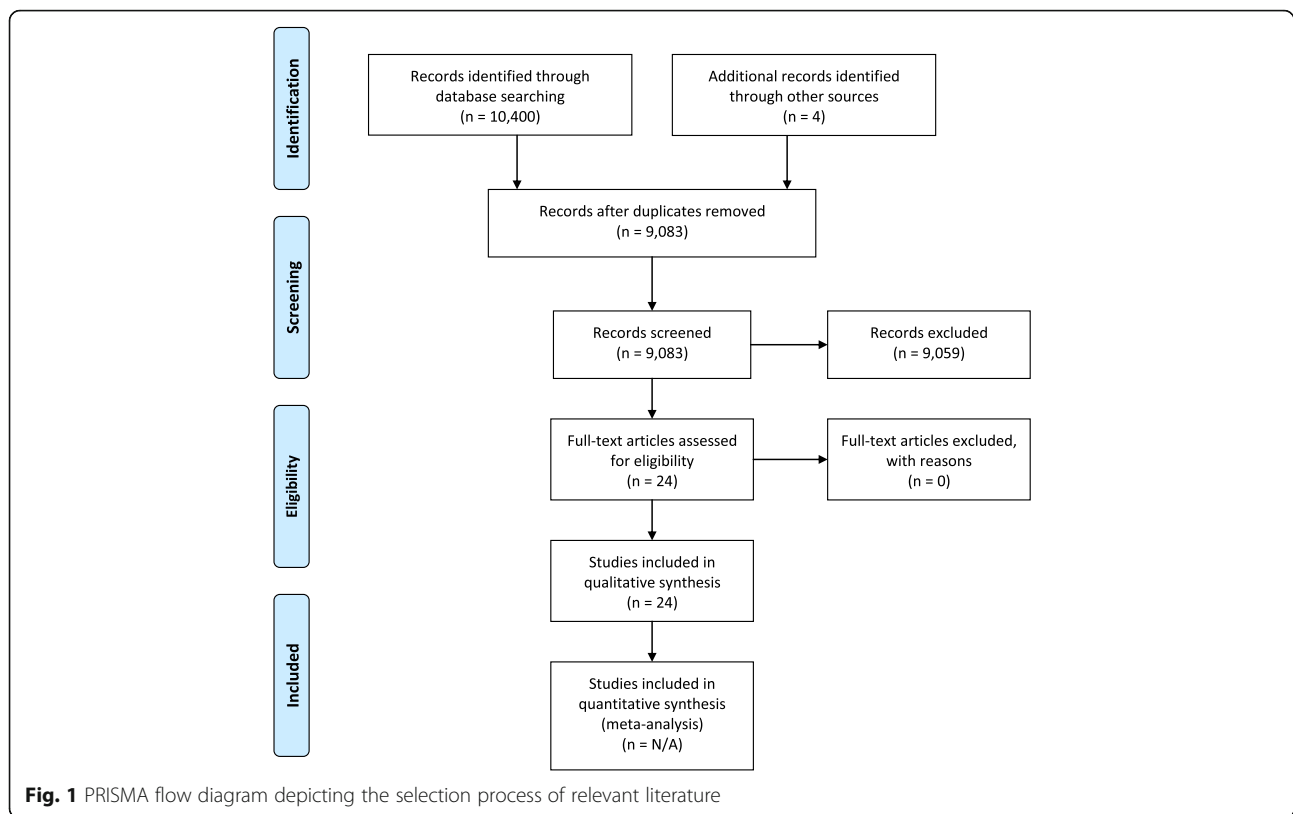 Identification
Records identified through
database searching
(n = 10,400)
Additional records identified
through other sources
(n = 4)
Records after duplicates removed
(n = 9,083)
Screening
Records screened
(n = 9,083)
Records excluded
(n = 9,059)
Eligibility
Full-text articles assessed
for eligibility
(n = 24)
Full-text articles excluded,
with reasons
(n = 0)
Studies included in
qualitative synthesis
(n = 24)
Included
Studies included in
quantitative synthesis
(meta-analysis)
(n = N/A)
Fig. 1 PRISMA flow diagram depicting the selection process of relevant literature